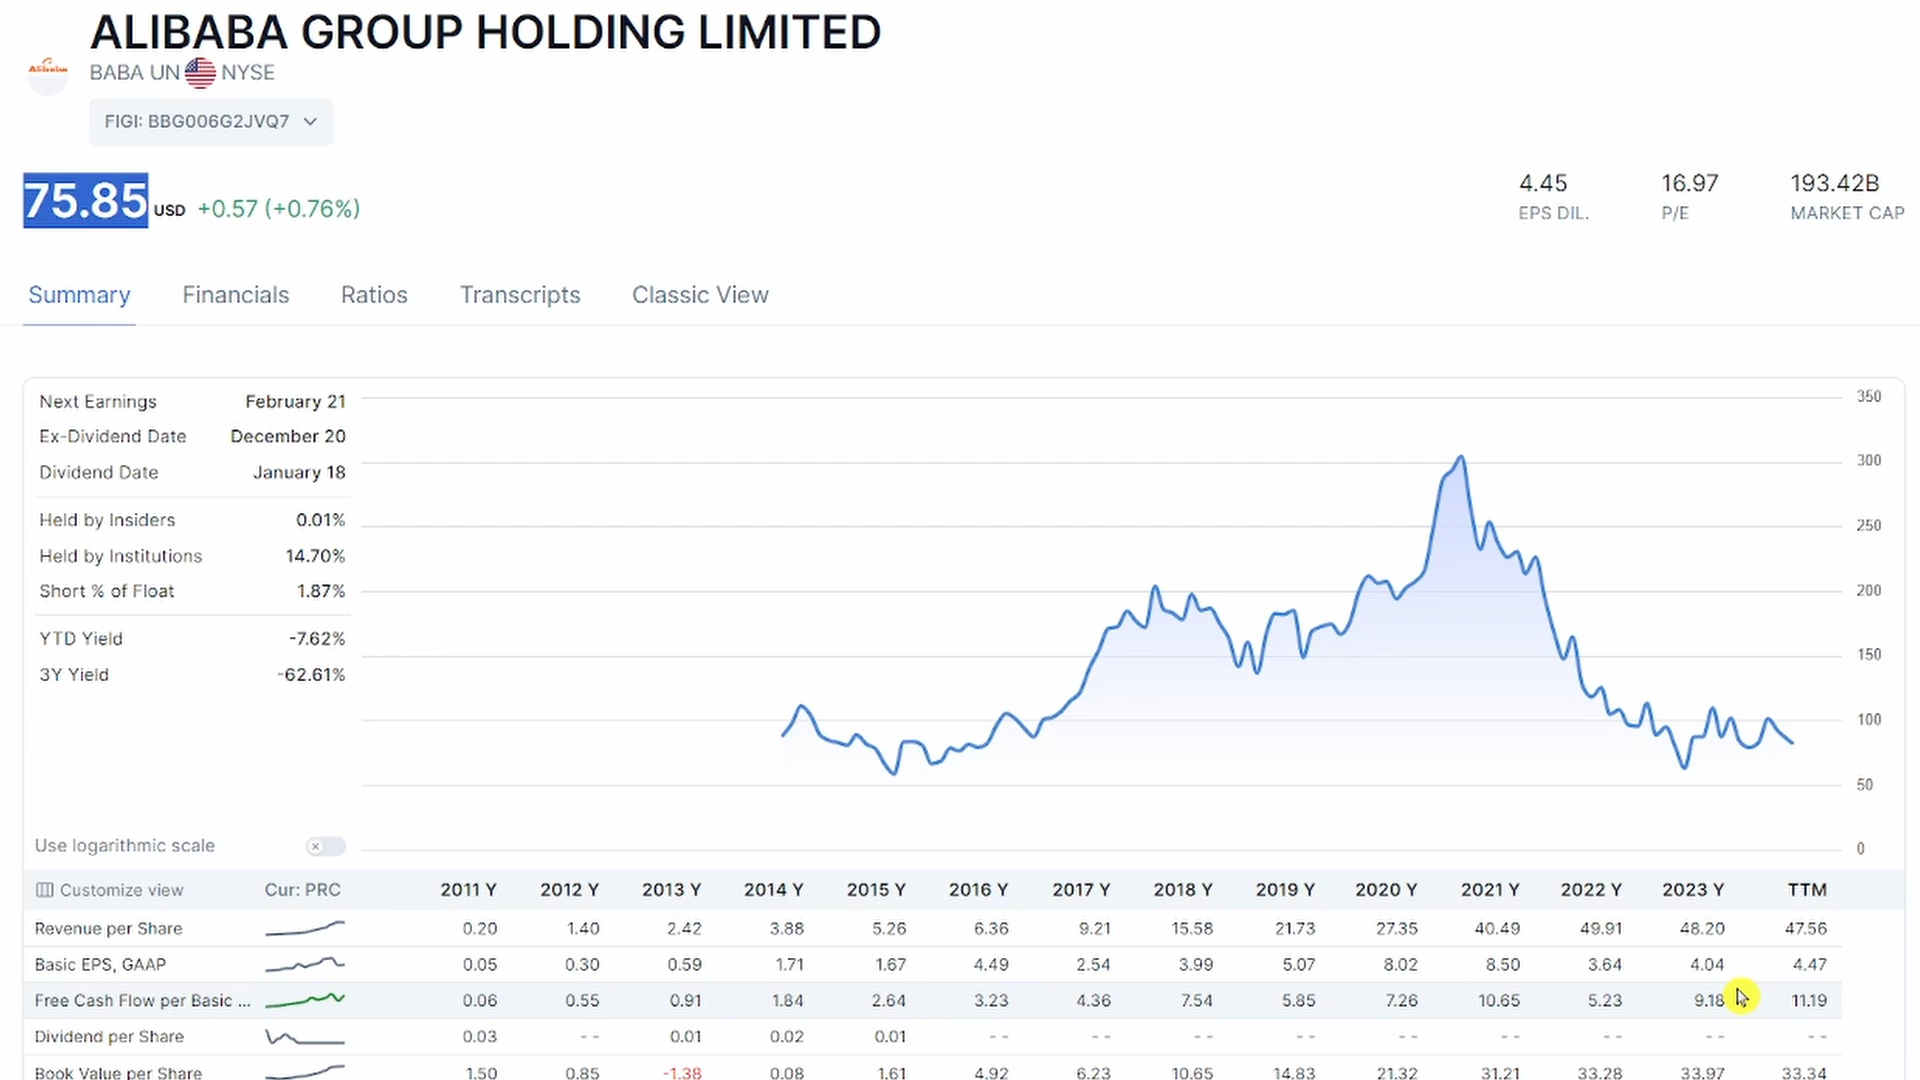 ALIBABA GROUP HOLDING LIMITED
Alibaba
BABA UN NYSE
FIGI: BBG006G2JVQ7
75.85 USD +0.57 (+0.76%)
4.45 16.97 193.42B
EPS DIL. P/E MARKET CAP
Summary Financials Ratios Transcripts Classic View
Next Earnings February 21
Ex-Dividend Date December 20
Dividend Date January 18
Held by Insiders 0.01%
Held by Institutions 14.70%
Short % of Float 1.87%
YTD Yield -7.62%
3Y Yield -62.61%
350
300
250
200
150
100
50
0
Use logarithmic scale
Customize view Cur: PRC 2011 Y 2012 Y 2013 Y 2014 Y 2015 Y 2016 Y 2017 Y 2018 Y 2019 Y 2020 Y 2021 Y 2022 Y 2023 Y TTM
Revenue per Share 0.20 1.40 2.42 3.88 5.26 6.36 9.21 15.58 21.73 27.35 40.49 49.91 48.20 47.56
Basic EPS, GAAP 0.05 0.30 0.59 1.71 1.67 4.49 2.54 3.99 5.07 8.02 8.50 3.64 4.04 4.47
Free Cash Flow per Basic ... 0.06 0.55 0.91 1.84 2.64 3.23 4.36 7.54 5.85 7.26 10.65 5.23 9.18 11.19
Dividend per Share 0.03 - - 0.01 0.02 0.01 - - - - - - - - - - - - - - - - - -
Book Value per Share 1.50 0.85 -1.38 0.08 1.61 4.92 6.23 10.65 14.83 21.32 31.21 33.28 33.97 33.34